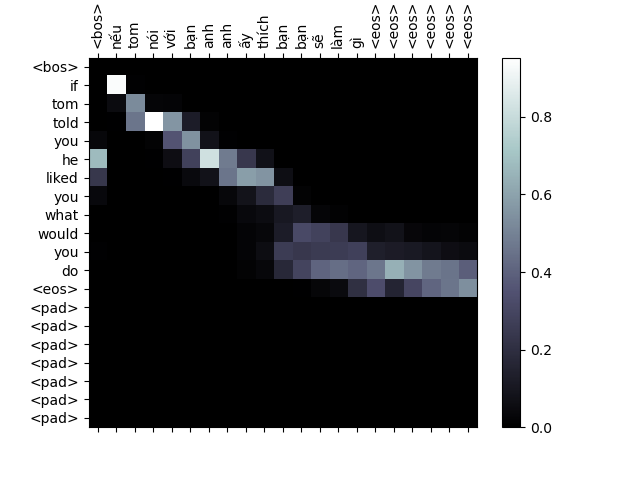 <bos> nếu tom nói với bạn anh anh ấy thích bạn bạn sẽ làm gì <eos> <eos> <eos> <eos> <eos> <eos>
<bos>
if
tom
told
you
he
liked
you
what
would
you
do
<eos>
<pad>
<pad>
<pad>
<pad>
<pad>
<pad>
<pad>
0.8
0.6
0.4
0.2
0.0